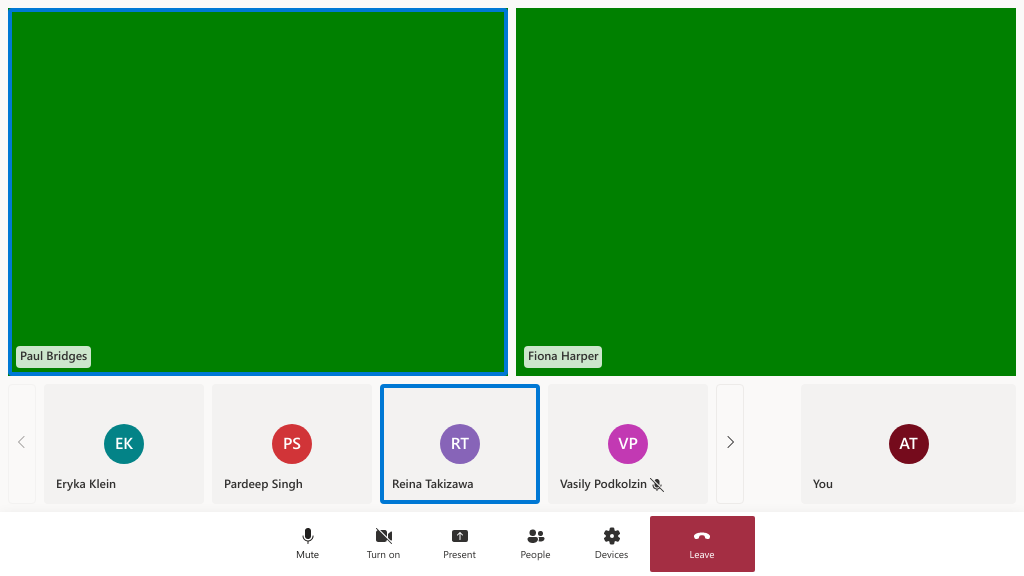 Paul Bridges
Fiona Harper
EK
Eryka Klein
PS
Pardeep Singh
RT
Reina Takizawa
VP
Vasily Podkolzin
AT
You
Mute
Turn on
Present
People
Devices
Leave